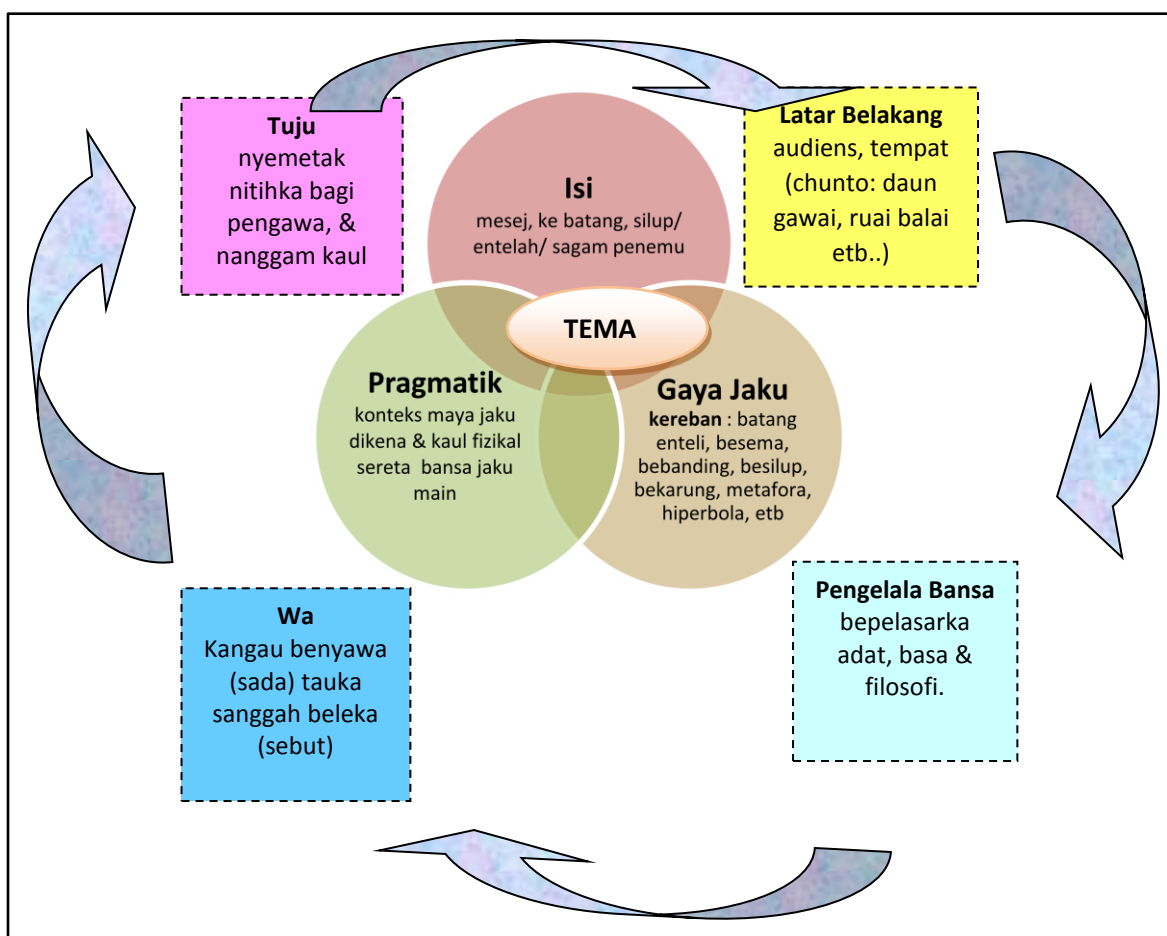 Tuju
nyemetak
nitihka bagi
pengawa, &
nanggam kaul
Isi
mesej, ke batang, silup/
entelah/ sagam penemu
Latar Belakang
audiens, tempat
(chunto: daun
gawai, ruai balai
etb..)
TEMA
Pragmatik
konteks maya jaku
dikena & kaul fizikal
sereta bansa jaku
main
Gaya Jaku
kereban : batang
enteli, besema,
bebanding, besilup,
bekarung, metafora,
hiperbola, etb
Wa
Kangau benyawa
(sada) tauka
sanggah beleka
(sebut)
Pengelala Bansa
bepelasarka
adat, basa &
filosofi.